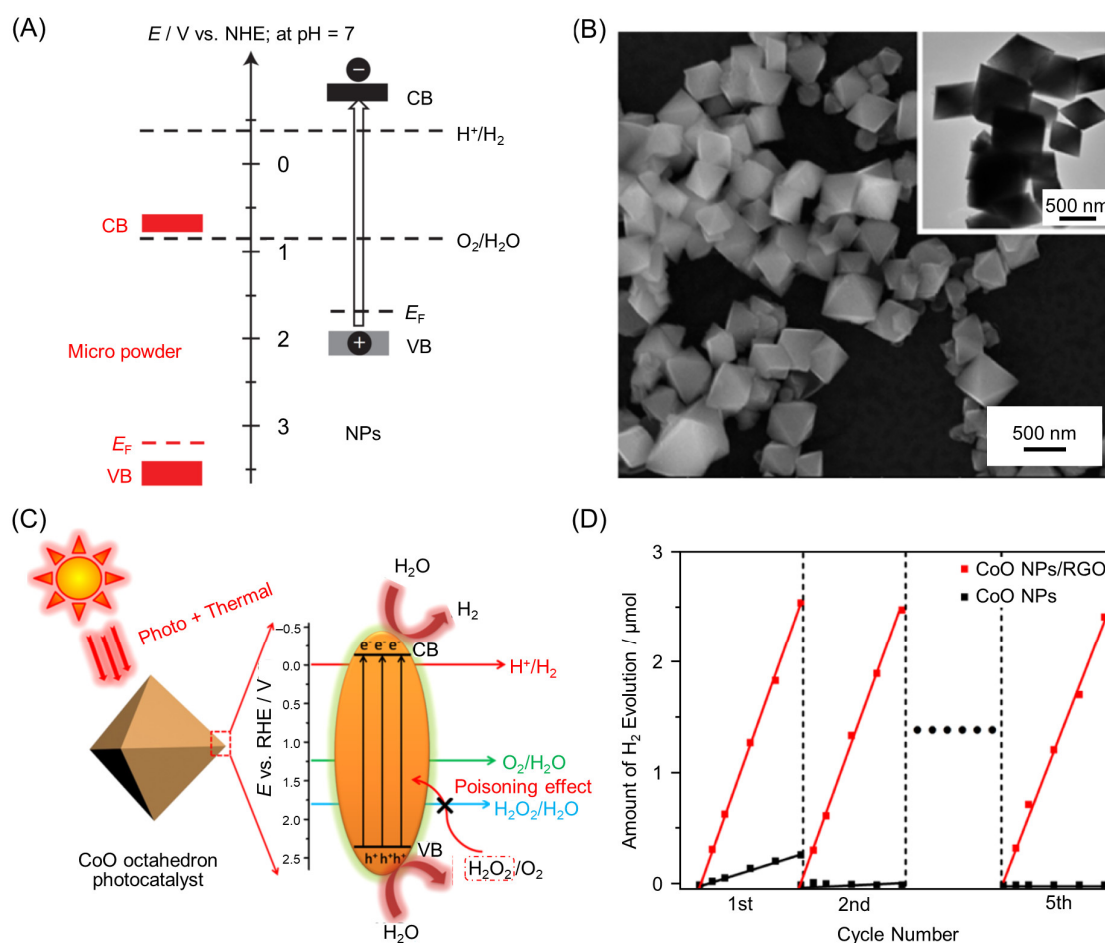 (A)
E / V vs. NHE; at pH = 7
−
CB
H⁺/H₂
0
CB
O₂/H₂O
1
E_F
2
+
VB
Micro powder
3
NPs
E_F
VB
(B)
500 nm
500 nm
(C)
Photo + Thermal
CoO octahedron
photocatalyst
E vs. RHE / V
−0.5
0.0
0.5
1.0
1.5
2.0
2.5
H₂O
H₂
e⁻ e⁻ e⁻
CB
H⁺/H₂
O₂/H₂O
Poisoning effect
H₂O₂/H₂O
VB
h⁺ h⁺ h⁺
H₂O₂/O₂
H₂O
(D)
Amount of H₂ Evolution / μmol
3
2
1
0
CoO NPs/RGO
CoO NPs
1st
2nd
5th
Cycle Number